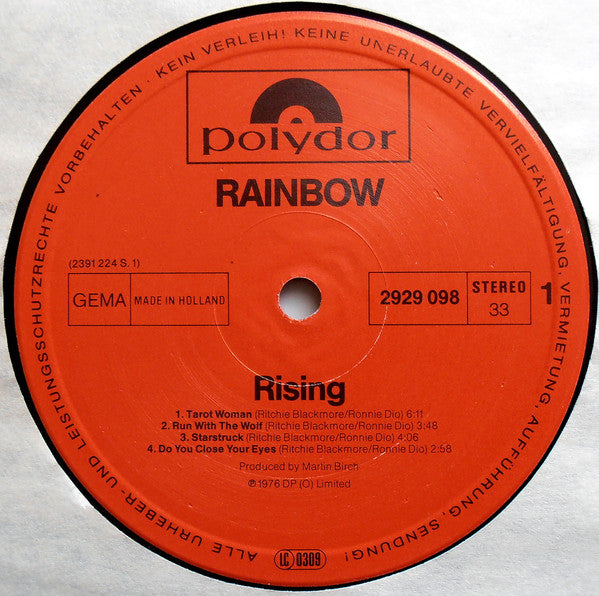 ALLE URHEBER- UND LEISTUNGSSCHUTZRECHTE VORBEHALTEN · KEIN VERLEIH! KEINE UNERLAUBTE VERVIELFÄLTIGUNG, VERMIETUNG, AUFFÜHRUNG, SENDUNG!
polydor
RAINBOW
(2391 224 S. 1)
GEMA MADE IN HOLLAND
2929 098 STEREO 33 1
Rising
1. Tarot Woman (Ritchie Blackmore/Ronnie Dio) 6:11
2. Run With The Wolf (Ritchie Blackmore/Ronnie Dio) 3:48
3. Starstruck (Ritchie Blackmore/Ronnie Dio) 4:06
4. Do You Close Your Eyes (Ritchie Blackmore/Ronnie Dio) 2:58
Produced by Martin Birch
℗ 1976 DP (O) Limited
LC 0309